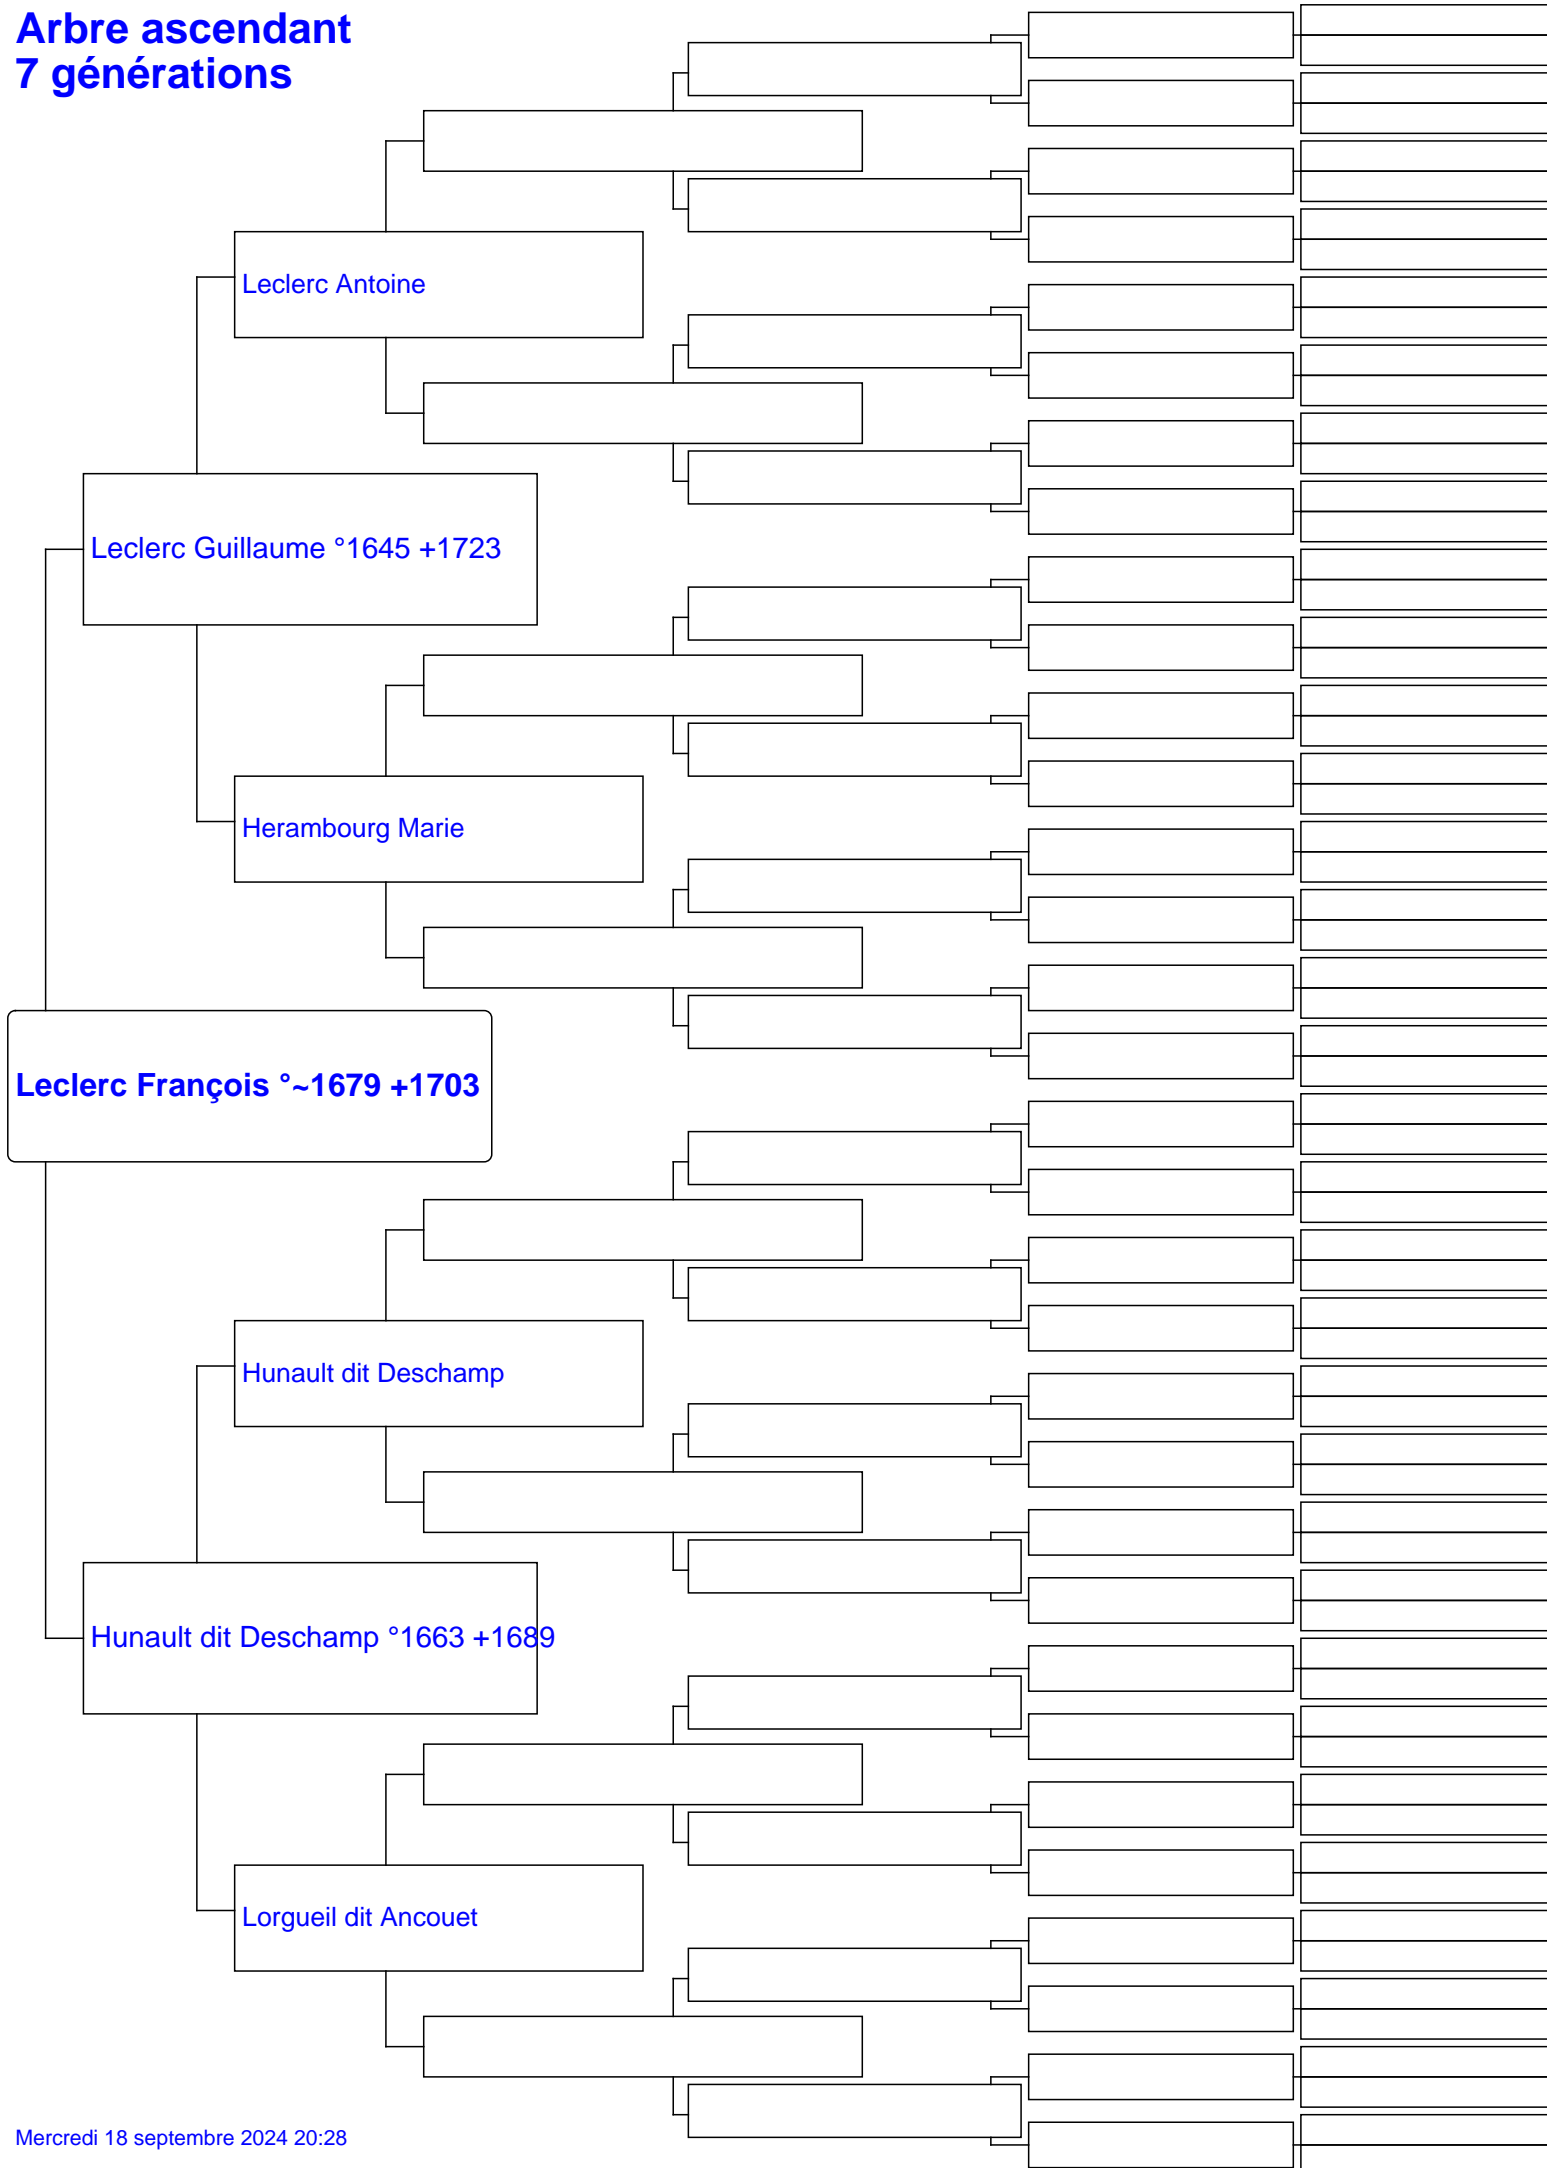 Arbre ascendant
7 générations
Leclerc Antoine
Leclerc Guillaume °1645 +1723
Herambourg Marie
Leclerc François °~1679 +1703
Hunault dit Deschamp
Hunault dit Deschamp °1663 +1689
Lorgueil dit Ancouet
Mercredi 18 septembre 2024 20:28